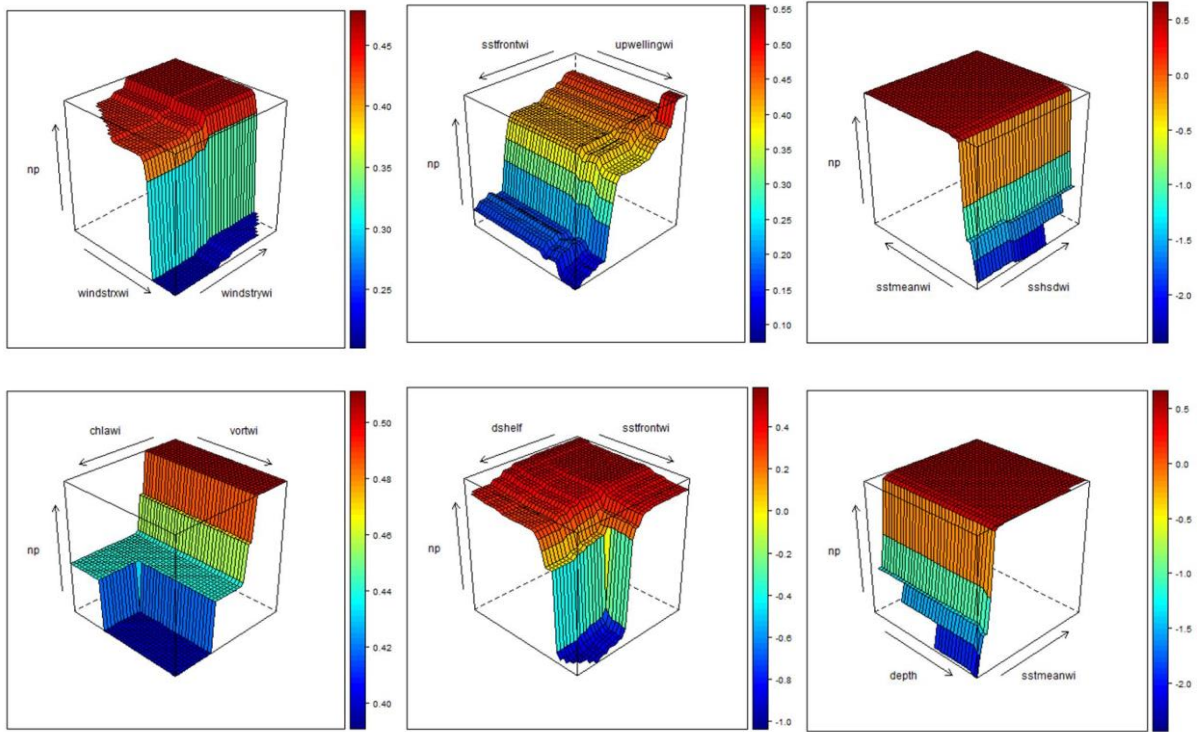 0.45
0.40
0.35
0.30
0.25
np
windstrxwi
windstrywi
sstfrontwi
upwellingwi
np
0.55
0.50
0.45
0.40
0.35
0.30
0.25
0.20
0.15
0.10
np
sstmeanwi
sshsdwi
0.5
0.0
-0.5
-1.0
-1.5
-2.0
chlawi
vortwi
np
0.50
0.48
0.46
0.44
0.42
0.40
dshelf
sstfrontwi
np
0.4
0.2
0.0
-0.2
-0.4
-0.6
-0.8
-1.0
np
depth
sstmeanwi
0.5
0.0
-0.5
-1.0
-1.5
-2.0